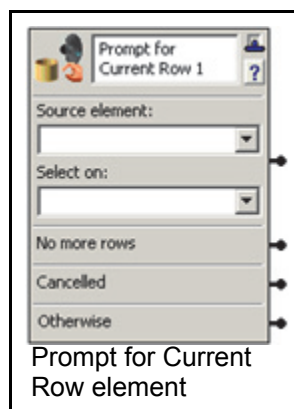 Prompt for
Current Row 1
?
Source element:
Select on:
No more rows
Cancelled
Otherwise
Prompt for Current
Row element